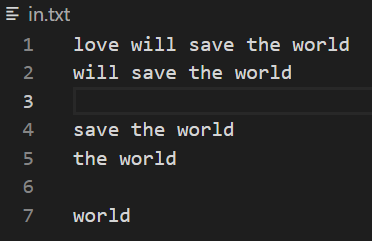 in.txt
1 love will save the world
2 will save the world
3
4 save the world
5 the world
6
7 world